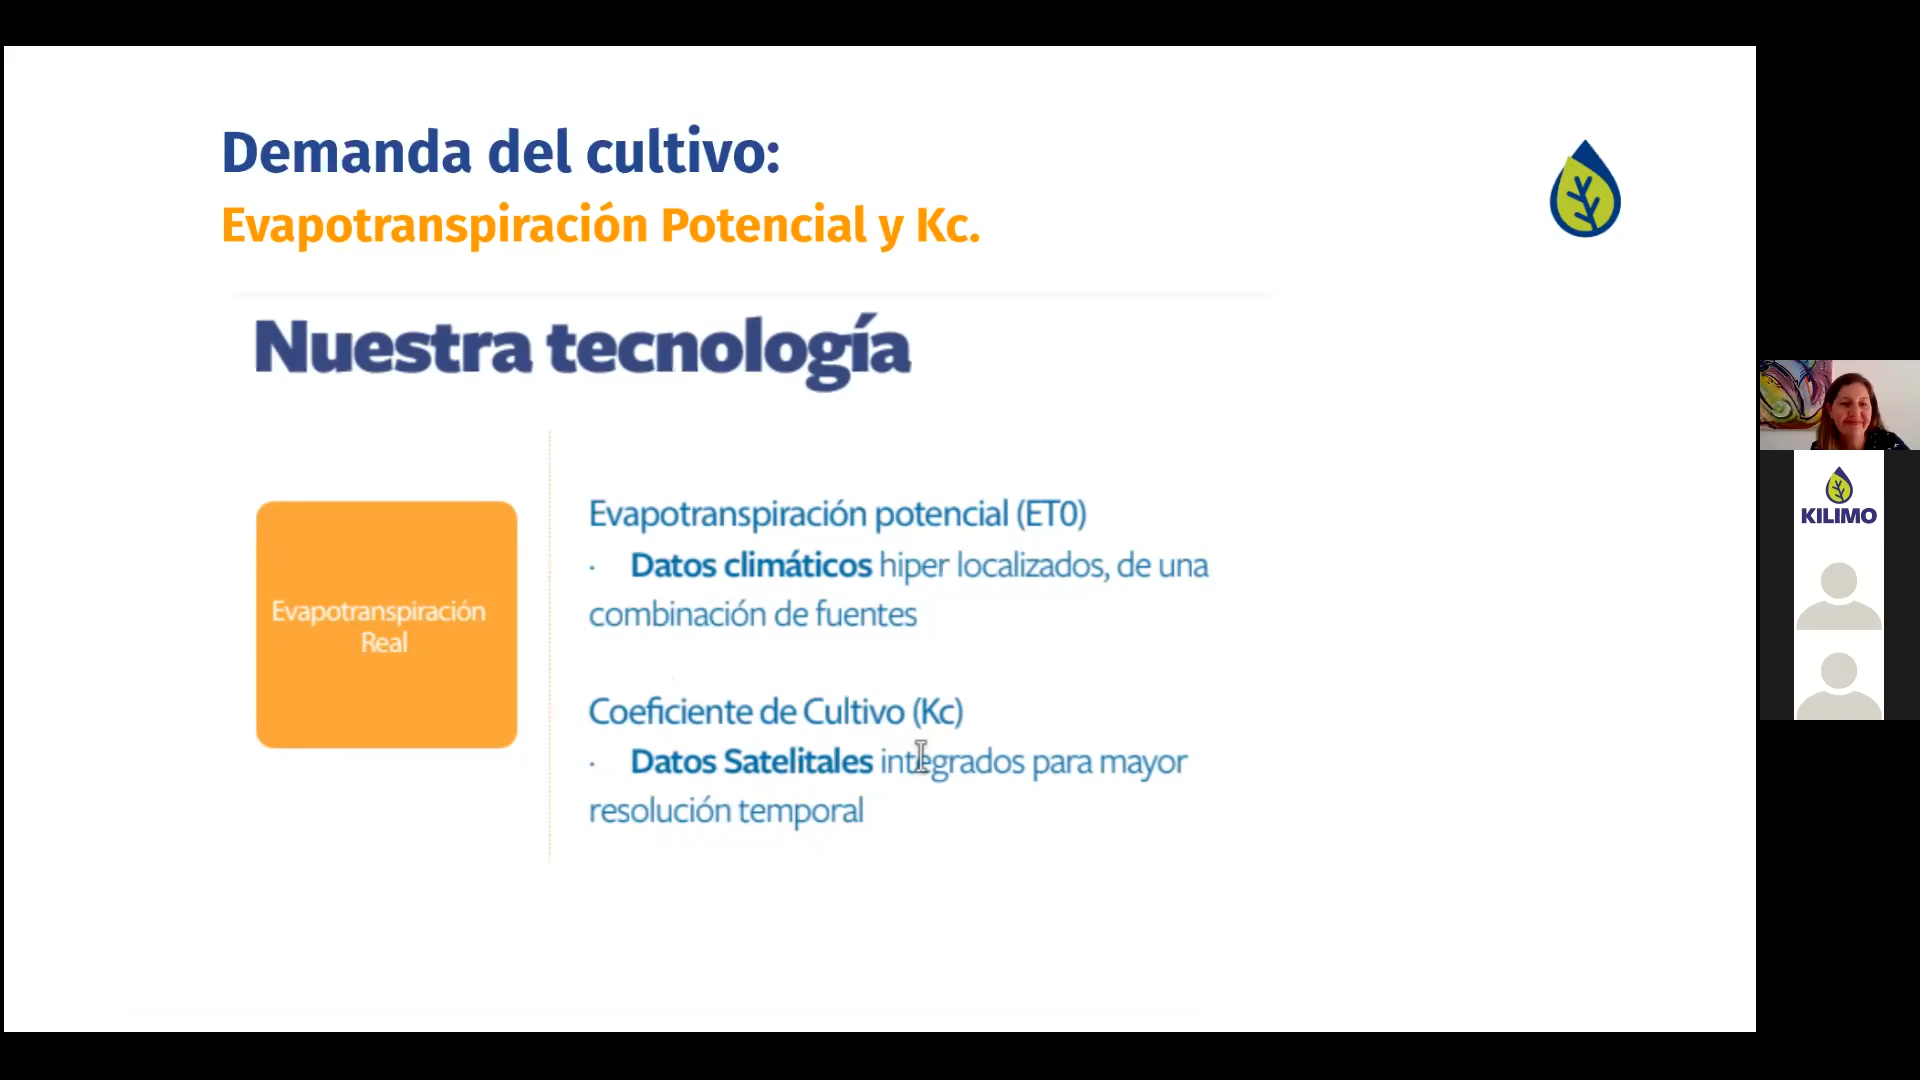 Demanda del cultivo:
Evapotranspiración Potencial y Kc.
Nuestra tecnología
Evapotranspiración
Real
Evapotranspiración potencial (ET0)
· Datos climáticos hiper localizados, de una
combinación de fuentes
Coeficiente de Cultivo (Kc)
· Datos Satelitales integrados para mayor
resolución temporal
KILIMO